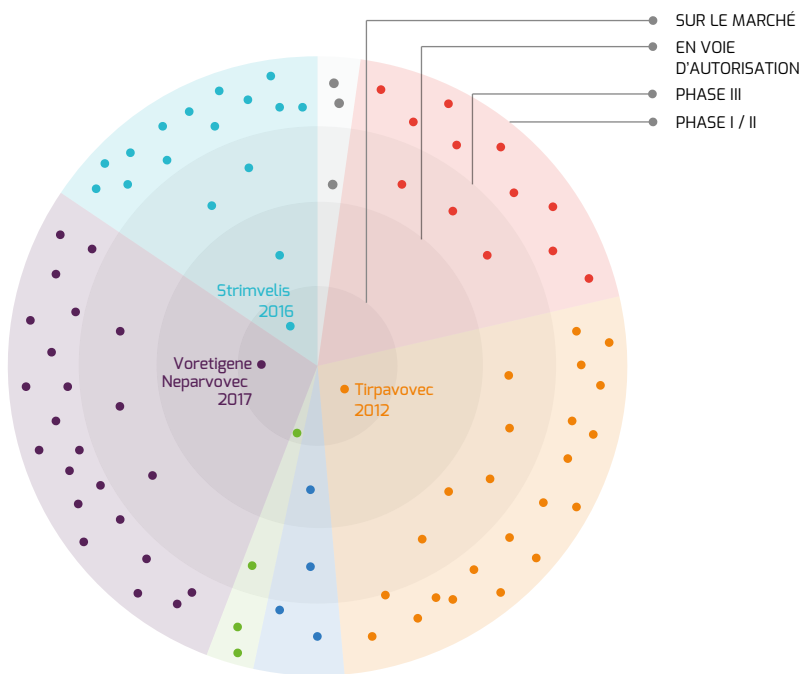 SUR LE MARCHÉ
EN VOIE
D'AUTORISATION
PHASE III
PHASE I / II
Strimvelis
2016
Voretigene
Neparvovec
2017
Tirpavovec
2012